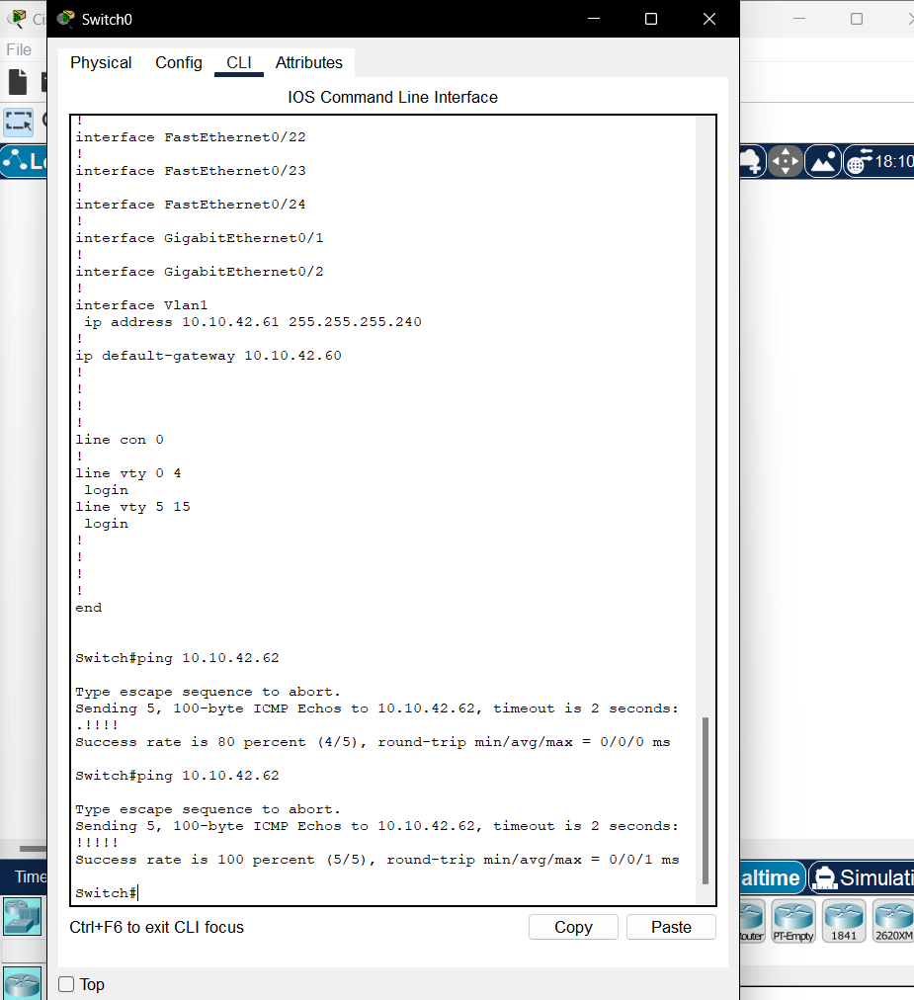 Switch0
File
Physical Config CLI Attributes
IOS Command Line Interface
!
interface FastEthernet0/22
!
interface FastEthernet0/23
!
interface FastEthernet0/24
!
interface GigabitEthernet0/1
!
interface GigabitEthernet0/2
!
interface Vlan1
ip address 10.10.42.61 255.255.255.240
!
ip default-gateway 10.10.42.60
!
!
!
!
line con 0
!
line vty 0 4
login
line vty 5 15
login
!
!
!
!
end
Switch#ping 10.10.42.62
Type escape sequence to abort.
Sending 5, 100-byte ICMP Echos to 10.10.42.62, timeout is 2 seconds:
.!!!!
Success rate is 80 percent (4/5), round-trip min/avg/max = 0/0/0 ms
Switch#ping 10.10.42.62
Type escape sequence to abort.
Sending 5, 100-byte ICMP Echos to 10.10.42.62, timeout is 2 seconds:
!!!!!
Success rate is 100 percent (5/5), round-trip min/avg/max = 0/0/1 ms
Switch#
Ctrl+F6 to exit CLI focus
Copy Paste
Top
18:10
Time
altime
Simulati
outer PT-Empty 1841 2620XM